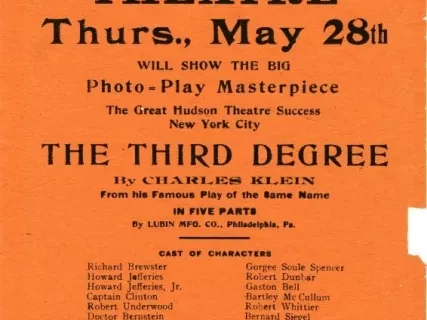 THEATRE
Thurs., May 28th
WILL SHOW THE BIG
Photo=Play Masterpiece
The Great Hudson Theatre Success
New York City
THE THIRD DEGREE
By CHARLES KLEIN
From his Famous Play of the Same Name
IN FIVE PARTS
By LUBIN MFG. CO., Philadelphia, Pa.
CAST OF CHARACTERS
Richard Brewster Gorgee Soule Spencer
Howard Jefferies Robert Dunbar
Howard Jefferies, Jr. Gaston Bell
Captain Clinton Bartley Mc Cullum
Robert Underwood Robert Whittier
Doctor Bernstein Bernard Siegel